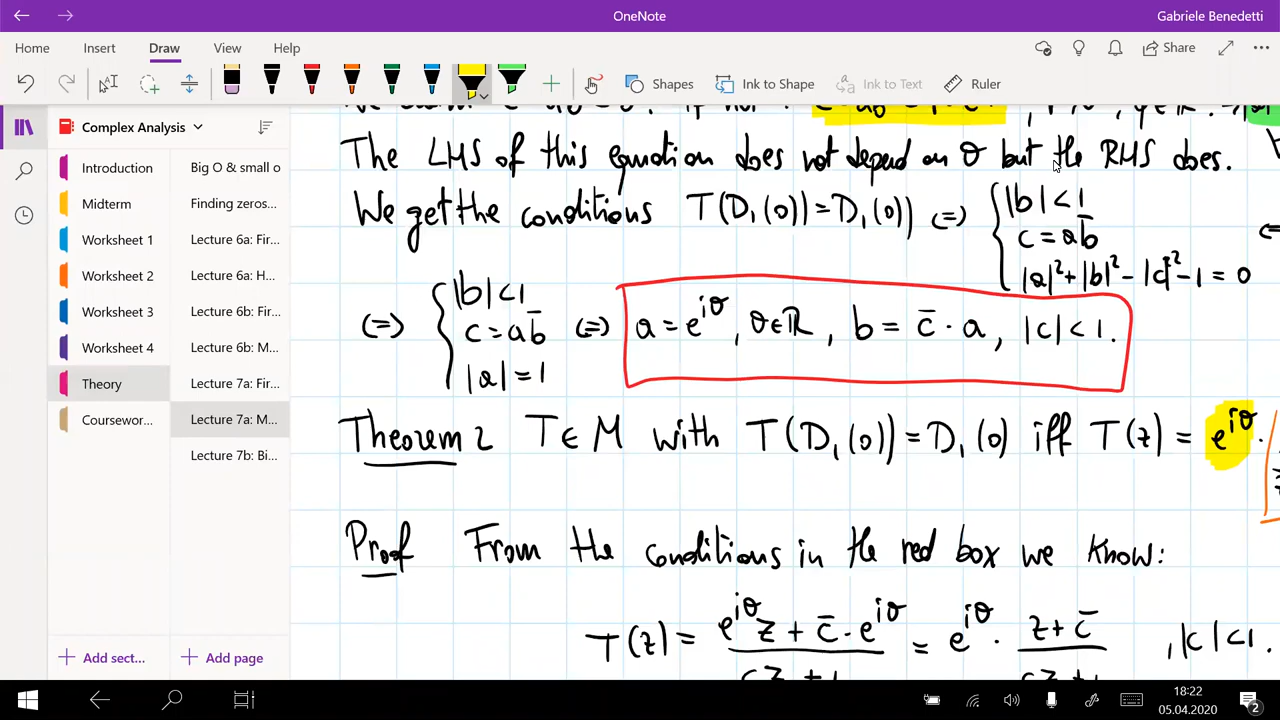 OneNote
Gabriele Benedetti
Home Insert Draw View Help
Share
Shapes Ink to Shape Ink to Text Ruler
Complex Analysis
Introduction
Midterm
Worksheet 1
Worksheet 2
Worksheet 3
Worksheet 4
Theory
Coursewor...
Add sect...
Big O & small o
Finding zeros...
Lecture 6a: Fir...
Lecture 6a: H...
Lecture 6b: Fir...
Lecture 6b: M...
Lecture 7a: Fir...
Lecture 7a: M...
Lecture 7b: Bi...
Add page
The LHS of this equation does not depend on θ but the RHS does.
We get the conditions T(D₁(0))=D₁(0)) (=) { |b|<1
c=ab̄
|a|²+|b|²-|c|²-1=0
(=) { |b|<1
c=ab̄
|a|=1
(=) a=e^{iθ}, θ∈ℝ, b= c̄·a, |c|<1.
Theorem 2 T∈M with T(D₁(0))=D₁(0) iff T(z) = e^{iθ}.
Proof From the conditions in the red box we know:
T(z) = (e^{iθ}z + c̄·e^{iθ})/(cz+1) = e^{iθ}· (z+c̄)/(cz+1) , |c|<1.
18:22
05.04.2020
2